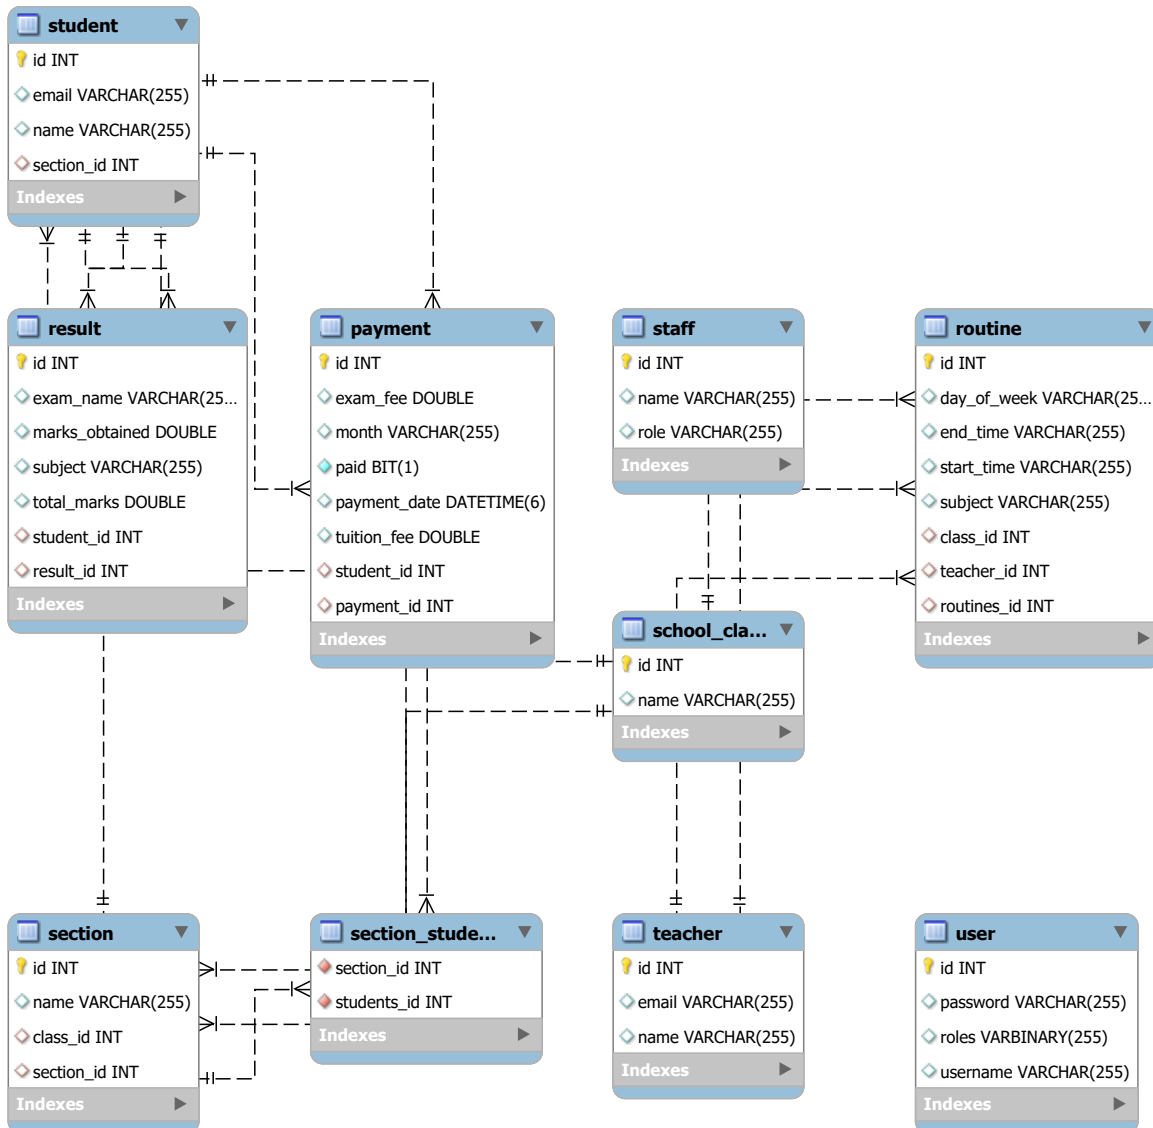 student
id INT
email VARCHAR(255)
name VARCHAR(255)
section_id INT
Indexes
result
id INT
exam_name VARCHAR(25...
marks_obtained DOUBLE
subject VARCHAR(255)
total_marks DOUBLE
student_id INT
result_id INT
Indexes
payment
id INT
exam_fee DOUBLE
month VARCHAR(255)
paid BIT(1)
payment_date DATETIME(6)
tuition_fee DOUBLE
student_id INT
payment_id INT
Indexes
staff
id INT
name VARCHAR(255)
role VARCHAR(255)
Indexes
routine
id INT
day_of_week VARCHAR(25...
end_time VARCHAR(255)
start_time VARCHAR(255)
subject VARCHAR(255)
class_id INT
teacher_id INT
routines_id INT
Indexes
school_cla...
id INT
name VARCHAR(255)
Indexes
section
id INT
name VARCHAR(255)
class_id INT
section_id INT
Indexes
section_stude...
section_id INT
students_id INT
Indexes
teacher
id INT
email VARCHAR(255)
name VARCHAR(255)
Indexes
user
id INT
password VARCHAR(255)
roles VARBINARY(255)
username VARCHAR(255)
Indexes